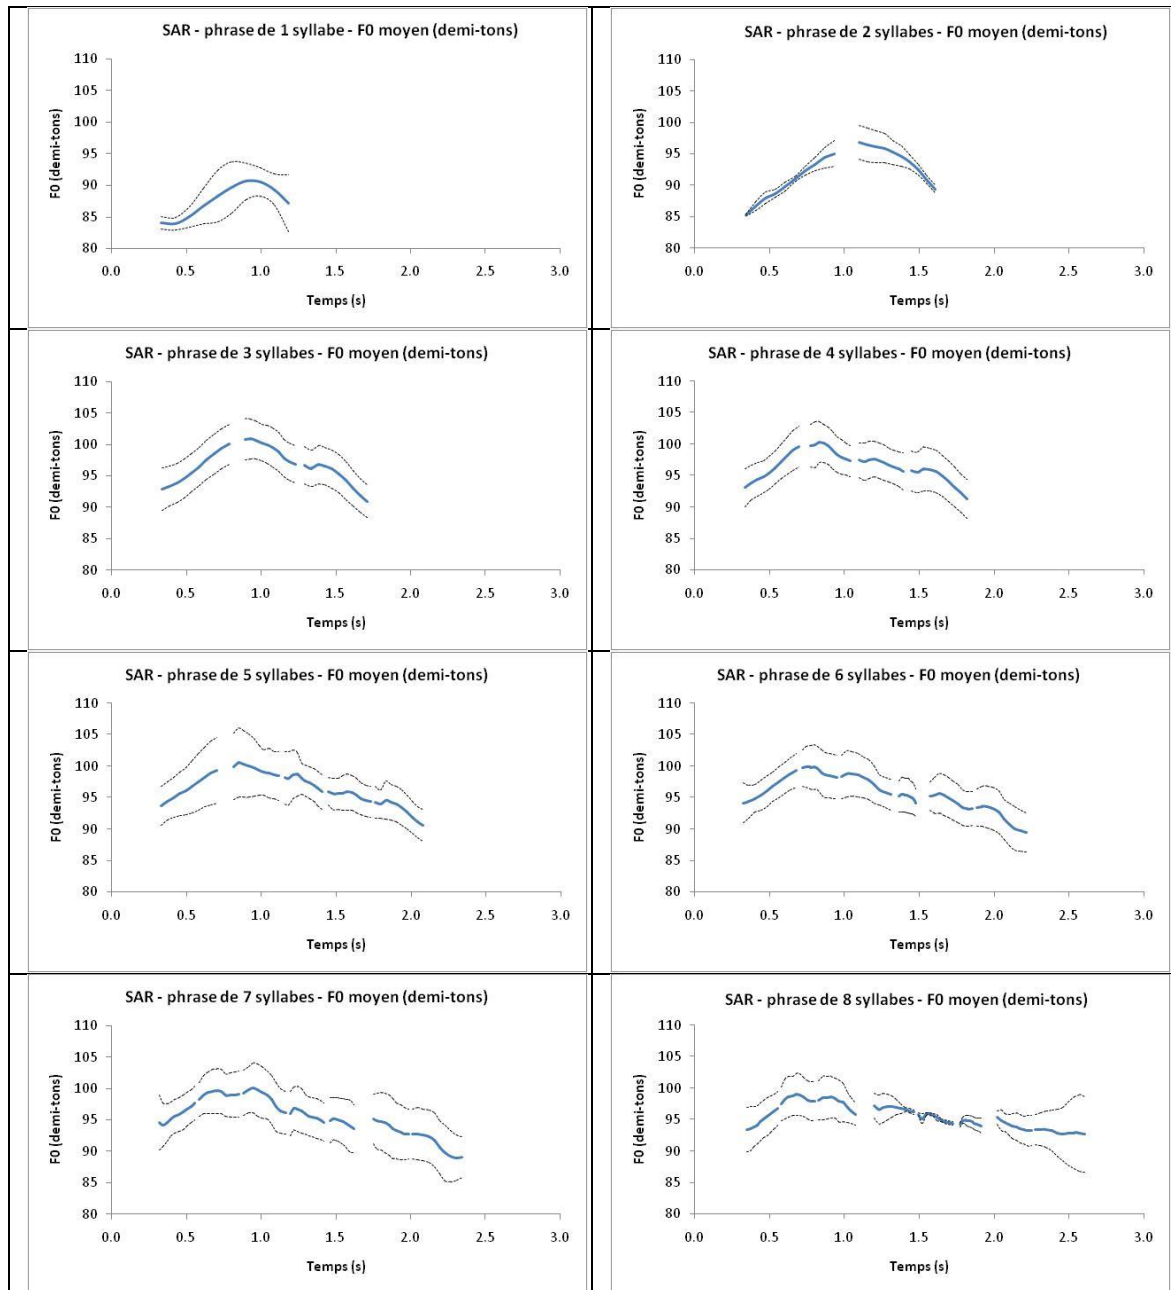 SAR - phrase de 1 syllabe - F0 moyen (demi-tons)
F0 (demi-tons)
110
105
100
95
90
85
80
0.0 0.5 1.0 1.5 2.0 2.5 3.0
Temps (s)
SAR - phrase de 2 syllabes - F0 moyen (demi-tons)
F0 (demi-tons)
110
105
100
95
90
85
80
0.0 0.5 1.0 1.5 2.0 2.5 3.0
Temps (s)
SAR - phrase de 3 syllabes - F0 moyen (demi-tons)
F0 (demi-tons)
110
105
100
95
90
85
80
0.0 0.5 1.0 1.5 2.0 2.5 3.0
Temps (s)
SAR - phrase de 4 syllabes - F0 moyen (demi-tons)
F0 (demi-tons)
110
105
100
95
90
85
80
0.0 0.5 1.0 1.5 2.0 2.5 3.0
Temps (s)
SAR - phrase de 5 syllabes - F0 moyen (demi-tons)
F0 (demi-tons)
110
105
100
95
90
85
80
0.0 0.5 1.0 1.5 2.0 2.5 3.0
Temps (s)
SAR - phrase de 6 syllabes - F0 moyen (demi-tons)
F0 (demi-tons)
110
105
100
95
90
85
80
0.0 0.5 1.0 1.5 2.0 2.5 3.0
Temps (s)
SAR - phrase de 7 syllabes - F0 moyen (demi-tons)
F0 (demi-tons)
110
105
100
95
90
85
80
0.0 0.5 1.0 1.5 2.0 2.5 3.0
Temps (s)
SAR - phrase de 8 syllabes - F0 moyen (demi-tons)
F0 (demi-tons)
110
105
100
95
90
85
80
0.0 0.5 1.0 1.5 2.0 2.5 3.0
Temps (s)